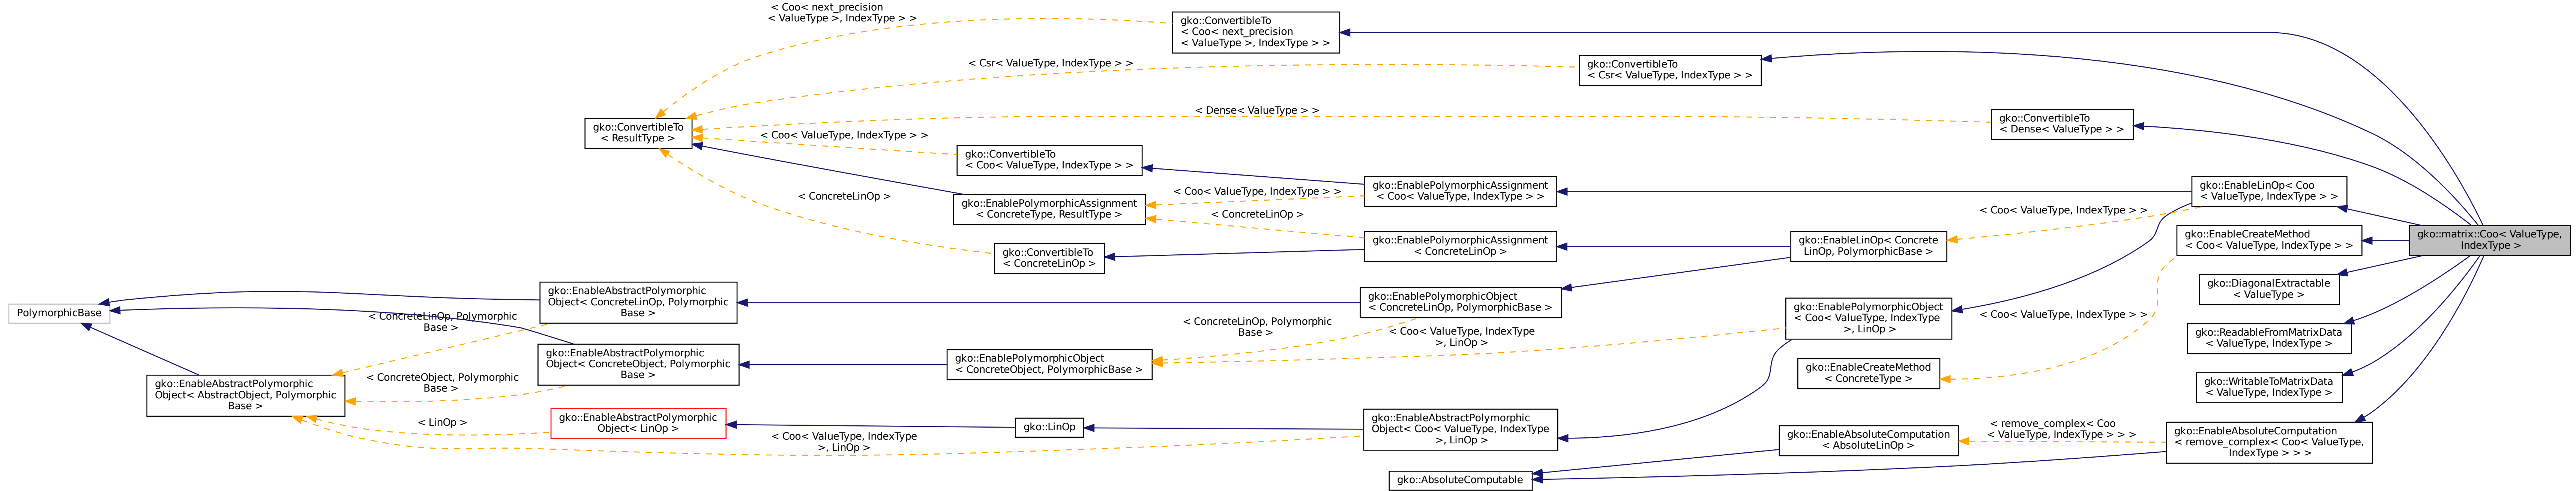 < Coo< next_precision
< ValueType >, IndexType > >
gko::ConvertibleTo
< Coo< next_precision
< ValueType >, IndexType > >
< Csr< ValueType, IndexType > >
gko::ConvertibleTo
< Csr< ValueType, IndexType > >
gko::ConvertibleTo
< ResultType >
< Dense< ValueType > >
gko::ConvertibleTo
< Dense< ValueType > >
< Coo< ValueType, IndexType > >
gko::ConvertibleTo
< Coo< ValueType, IndexType > >
< ConcreteLinOp >
gko::EnablePolymorphicAssignment
< ConcreteType, ResultType >
< Coo< ValueType, IndexType > >
< ConcreteLinOp >
gko::EnablePolymorphicAssignment
< Coo< ValueType, IndexType > >
gko::EnableLinOp< Coo
< ValueType, IndexType > >
gko::ConvertibleTo
< ConcreteLinOp >
gko::EnablePolymorphicAssignment
< ConcreteLinOp >
gko::EnableLinOp< Concrete
LinOp, PolymorphicBase >
< Coo< ValueType, IndexType > >
gko::EnableCreateMethod
< Coo< ValueType, IndexType > >
gko::matrix::Coo< ValueType,
IndexType >
PolymorphicBase
gko::EnableAbstractPolymorphic
Object< ConcreteLinOp, Polymorphic
Base >
< ConcreteLinOp, Polymorphic
Base >
gko::EnablePolymorphicObject
< ConcreteLinOp, PolymorphicBase >
gko::EnablePolymorphicObject
< Coo< ValueType, IndexType
>, LinOp >
< Coo< ValueType, IndexType > >
gko::DiagonalExtractable
< ValueType >
gko::EnableAbstractPolymorphic
Object< ConcreteObject, Polymorphic
Base >
gko::EnablePolymorphicObject
< ConcreteObject, PolymorphicBase >
< ConcreteLinOp, Polymorphic
Base >
< Coo< ValueType, IndexType
>, LinOp >
gko::ReadableFromMatrixData
< ValueType, IndexType >
gko::EnableAbstractPolymorphic
Object< AbstractObject, Polymorphic
Base >
< ConcreteObject, Polymorphic
Base >
gko::EnableCreateMethod
< ConcreteType >
gko::WritableToMatrixData
< ValueType, IndexType >
< LinOp >
gko::EnableAbstractPolymorphic
Object< LinOp >
< Coo< ValueType, IndexType
>, LinOp >
gko::LinOp
gko::EnableAbstractPolymorphic
Object< Coo< ValueType, IndexType
>, LinOp >
gko::EnableAbsoluteComputation
< AbsoluteLinOp >
< remove_complex< Coo
< ValueType, IndexType > > >
gko::EnableAbsoluteComputation
< remove_complex< Coo< ValueType,
IndexType > > >
gko::AbsoluteComputable